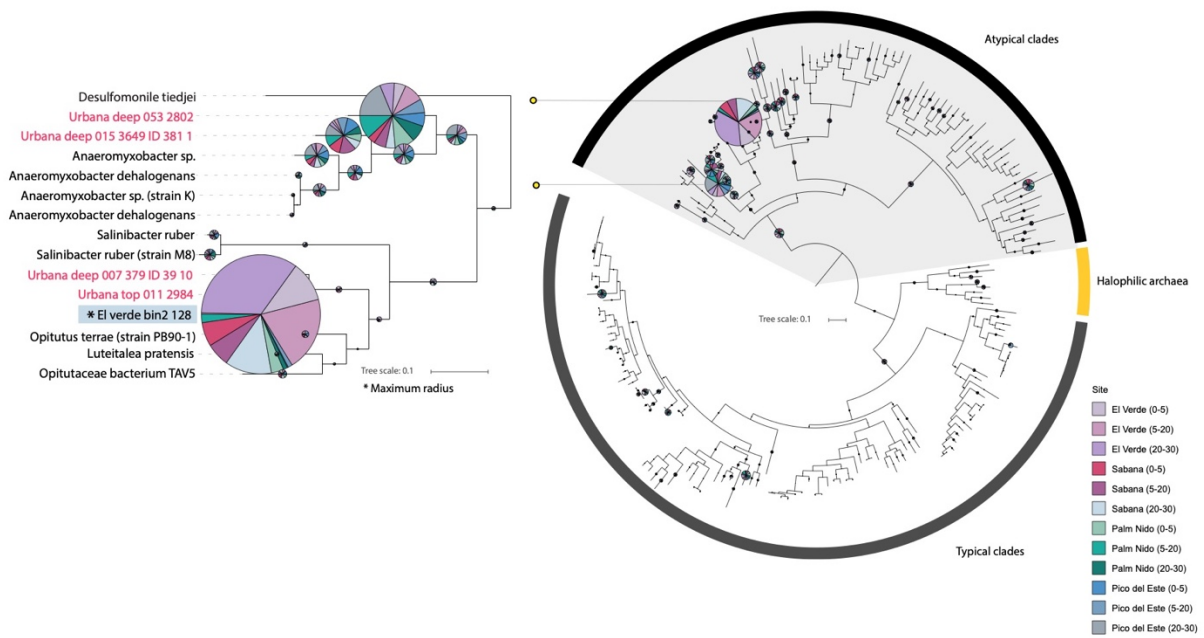 Desulfomonile tiedjei
Urbana deep 053 2802
Urbana deep 015 3649 ID 381 1
Anaeromyxobacter sp.
Anaeromyxobacter dehalogenans
Anaeromyxobacter sp. (strain K)
Anaeromyxobacter dehalogenans
Salinibacter ruber
Salinibacter ruber (strain M8)
Urbana deep 007 379 ID 39 10
Urbana top 011 2984
* El verde bin2 128
Opitutus terrae (strain PB90-1)
Luteitalea pratensis
Opitutaceae bacterium TAV5
Tree scale: 0.1
* Maximum radius
Atypical clades
Halophilic archaea
Tree scale: 0.1
Typical clades
Site
El Verde (0-5)
El Verde (5-20)
El Verde (20-30)
Sabana (0-5)
Sabana (5-20)
Sabana (20-30)
Palm Nido (0-5)
Palm Nido (5-20)
Palm Nido (20-30)
Pico del Este (0-5)
Pico del Este (5-20)
Pico del Este (20-30)